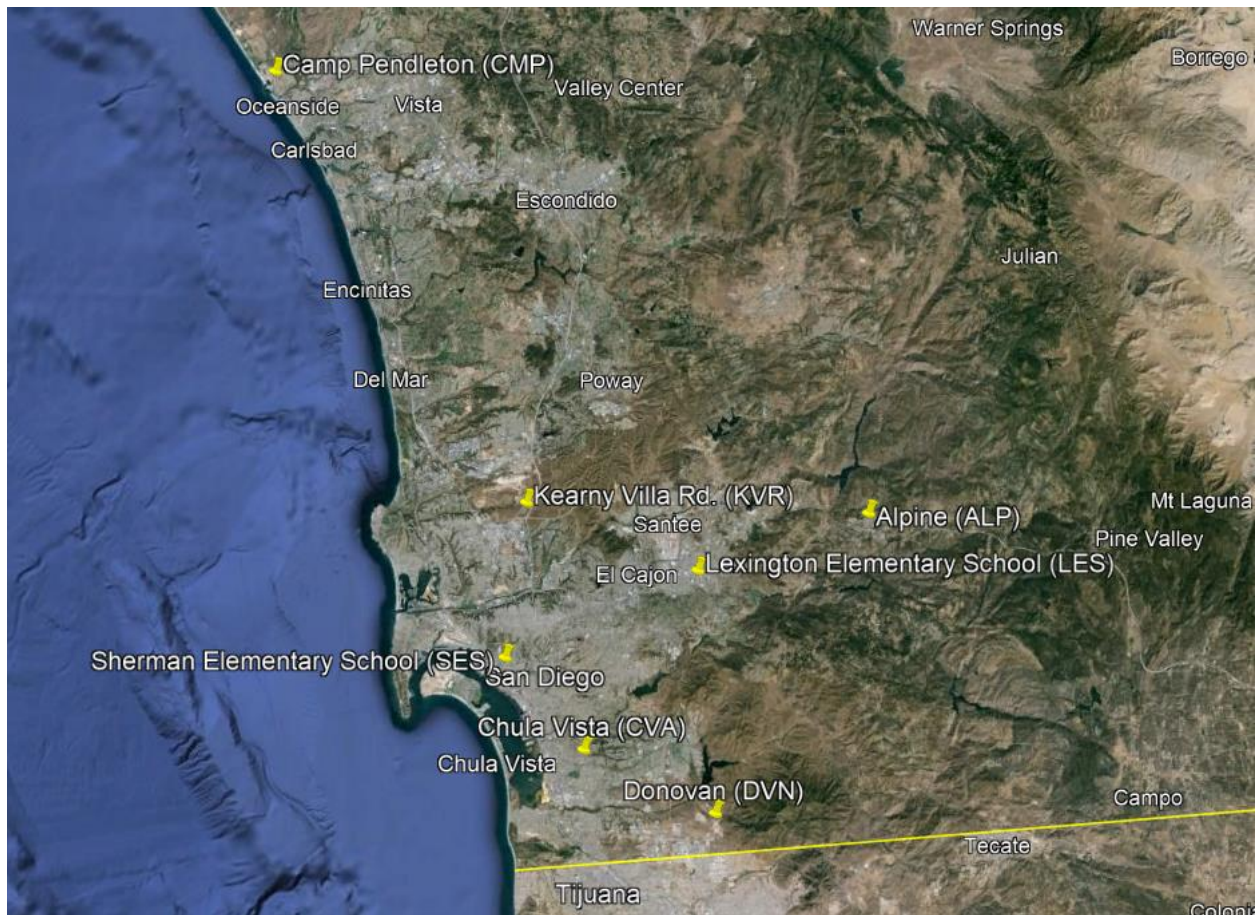 Warner Springs
Borrego
Camp Pendleton (CMP)
Valley Center
Oceanside
Vista
Carlsbad
Escondido
Julian
Encinitas
Del Mar
Poway
Kearny Villa Rd. (KVR)
Mt Laguna
Alpine (ALP)
Santee
Pine Valley
Lexington Elementary School (LES)
El Cajon
Sherman Elementary School (SES)
San Diego
Chula Vista (CVA)
Chula Vista
Donovan (DVN)
Campo
Tecate
Tijuana
Coloni